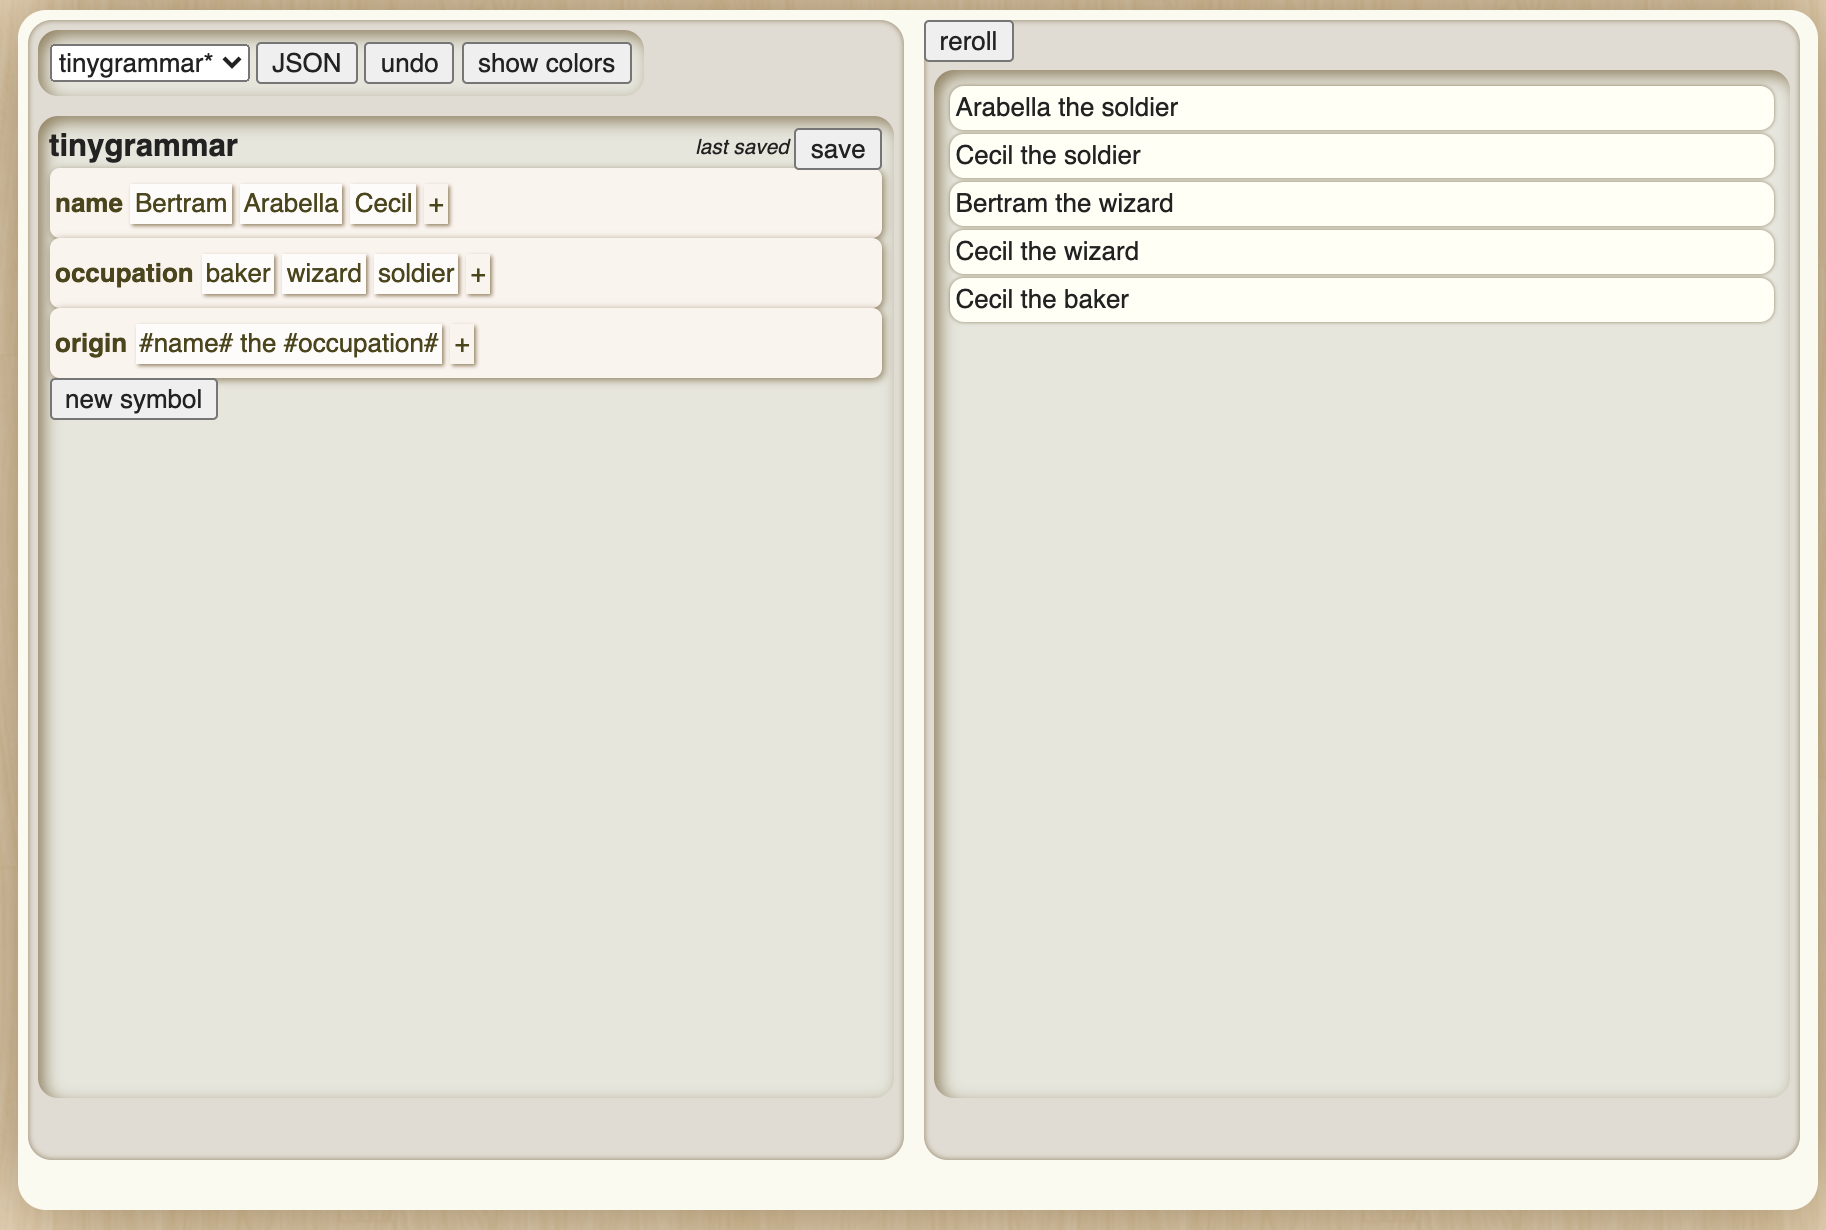 tinygrammar* JSON undo show colors
tinygrammar last saved save
name Bertram Arabella Cecil +
occupation baker wizard soldier +
origin #name# the #occupation# +
new symbol
reroll
Arabella the soldier
Cecil the soldier
Bertram the wizard
Cecil the wizard
Cecil the baker